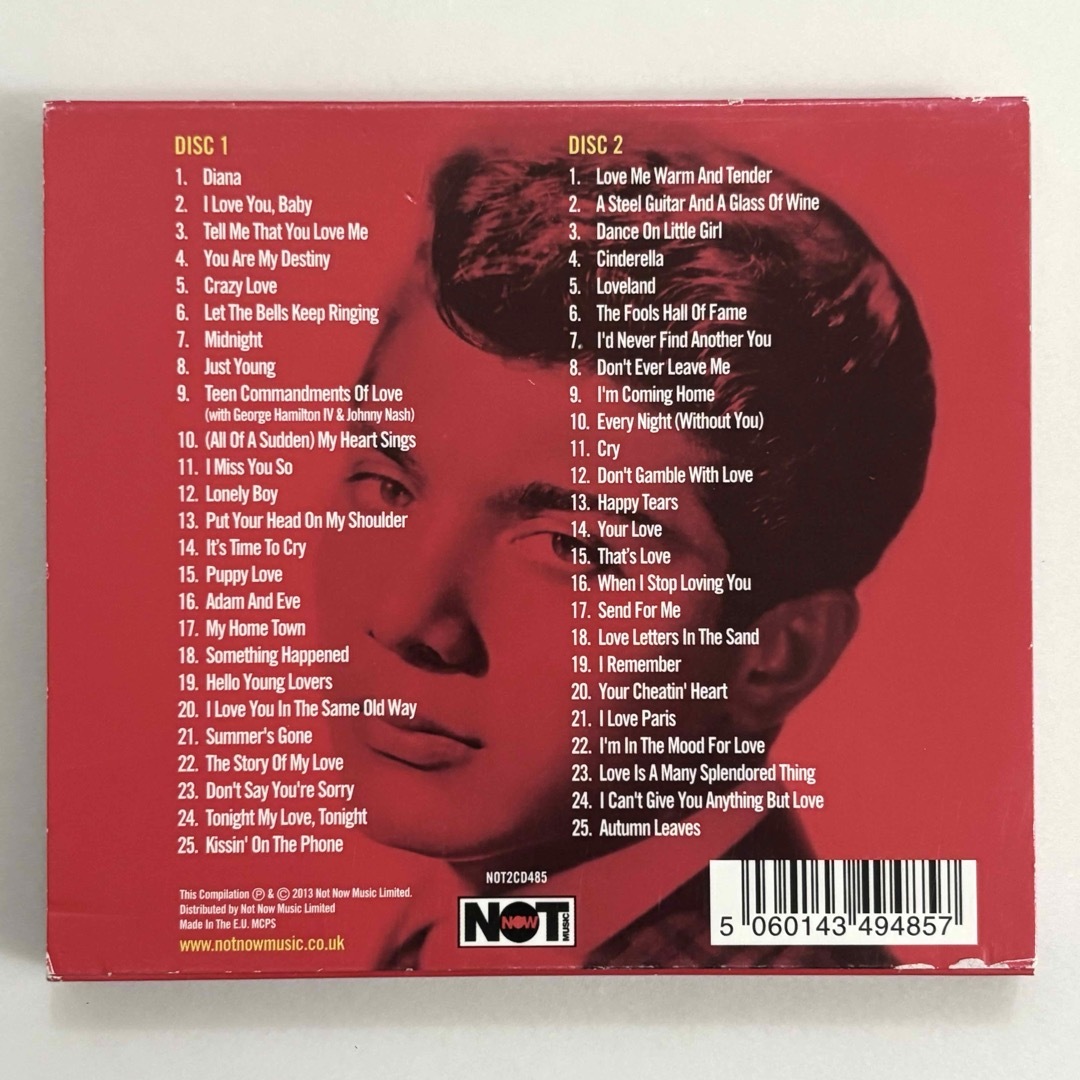 DISC 1
1. Diana
2. I Love You, Baby
3. Tell Me That You Love Me
4. You Are My Destiny
5. Crazy Love
6. Let The Bells Keep Ringing
7. Midnight
8. Just Young
9. Teen Commandments Of Love
(with George Hamilton IV & Johnny Nash)
10. (All Of A Sudden) My Heart Sings
11. I Miss You So
12. Lonely Boy
13. Put Your Head On My Shoulder
14. It's Time To Cry
15. Puppy Love
16. Adam And Eve
17. My Home Town
18. Something Happened
19. Hello Young Lovers
20. I Love You In The Same Old Way
21. Summer's Gone
22. The Story Of My Love
23. Don't Say You're Sorry
24. Tonight My Love, Tonight
25. Kissin' On The Phone
DISC 2
1. Love Me Warm And Tender
2. A Steel Guitar And A Glass Of Wine
3. Dance On Little Girl
4. Cinderella
5. Loveland
6. The Fools Hall Of Fame
7. I'd Never Find Another You
8. Don't Ever Leave Me
9. I'm Coming Home
10. Every Night (Without You)
11. Cry
12. Don't Gamble With Love
13. Happy Tears
14. Your Love
15. That's Love
16. When I Stop Loving You
17. Send For Me
18. Love Letters In The Sand
19. I Remember
20. Your Cheatin' Heart
21. I Love Paris
22. I'm In The Mood For Love
23. Love Is A Many Splendored Thing
24. I Can't Give You Anything But Love
25. Autumn Leaves
This Compilation ℗ & © 2013 Not Now Music Limited.
Distributed by Not Now Music Limited
Made In The E.U. MCPS
www.notnowmusic.co.uk
NOT2CD485
NOT NOW MUSIC
5 060143 494857